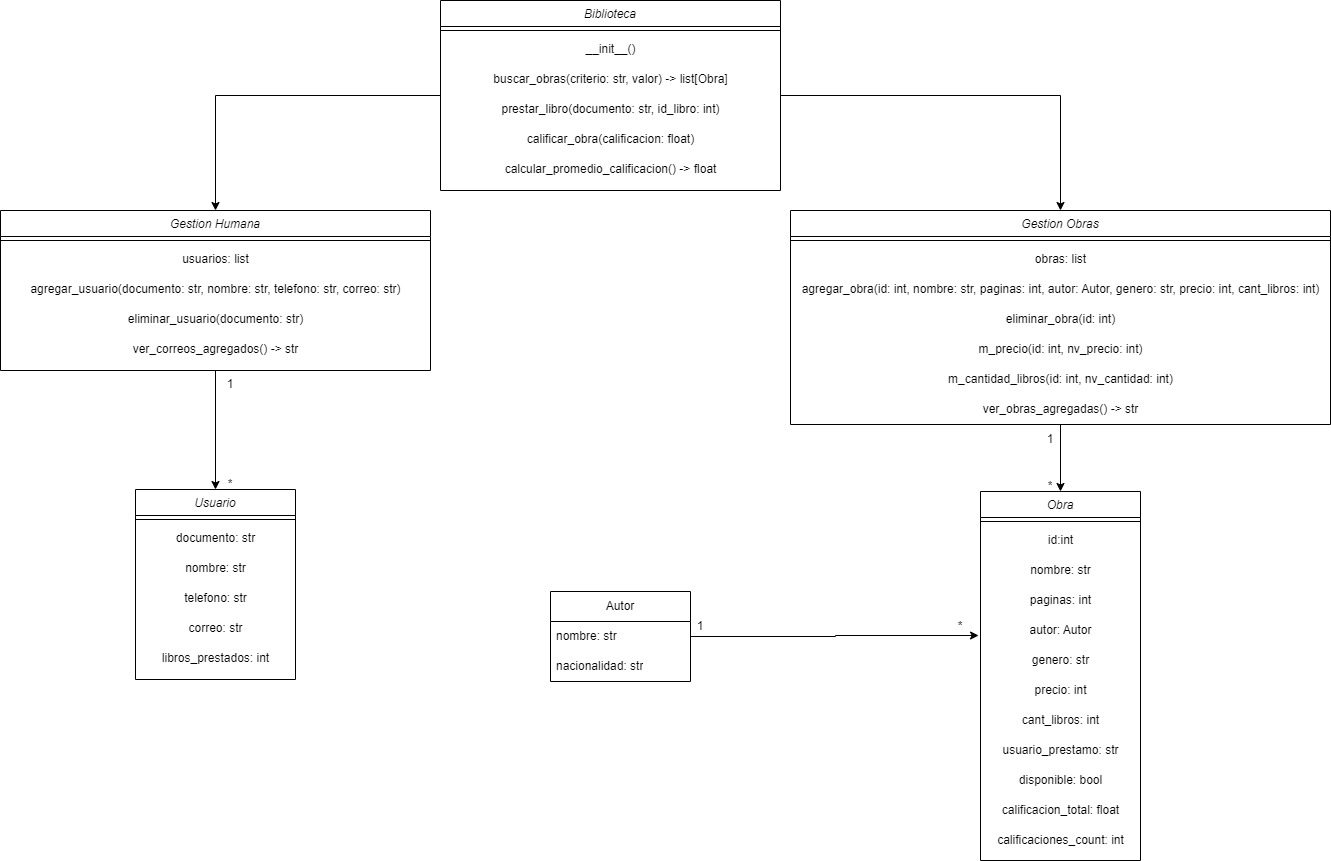 Biblioteca
__init__()
buscar_obras(criterio: str, valor) -> list[Obra]
prestar_libro(documento: str, id_libro: int)
calificar_obra(calificacion: float)
calcular_promedio_calificacion() -> float
Gestion Humana
usuarios: list
agregar_usuario(documento: str, nombre: str, telefono: str, correo: str)
eliminar_usuario(documento: str)
ver_correos_agregados() -> str
Gestion Obras
obras: list
agregar_obra(id: int, nombre: str, paginas: int, autor: Autor, genero: str, precio: int, cant_libros: int)
eliminar_obra(id: int)
m_precio(id: int, nv_precio: int)
m_cantidad_libros(id: int, nv_cantidad: int)
ver_obras_agregadas() -> str
1
*
Usuario
documento: str
nombre: str
telefono: str
correo: str
libros_prestados: int
1
*
Autor
nombre: str
nacionalidad: str
1
*
Obra
id:int
nombre: str
paginas: int
autor: Autor
genero: str
precio: int
cant_libros: int
usuario_prestamo: str
disponible: bool
calificacion_total: float
calificaciones_count: int